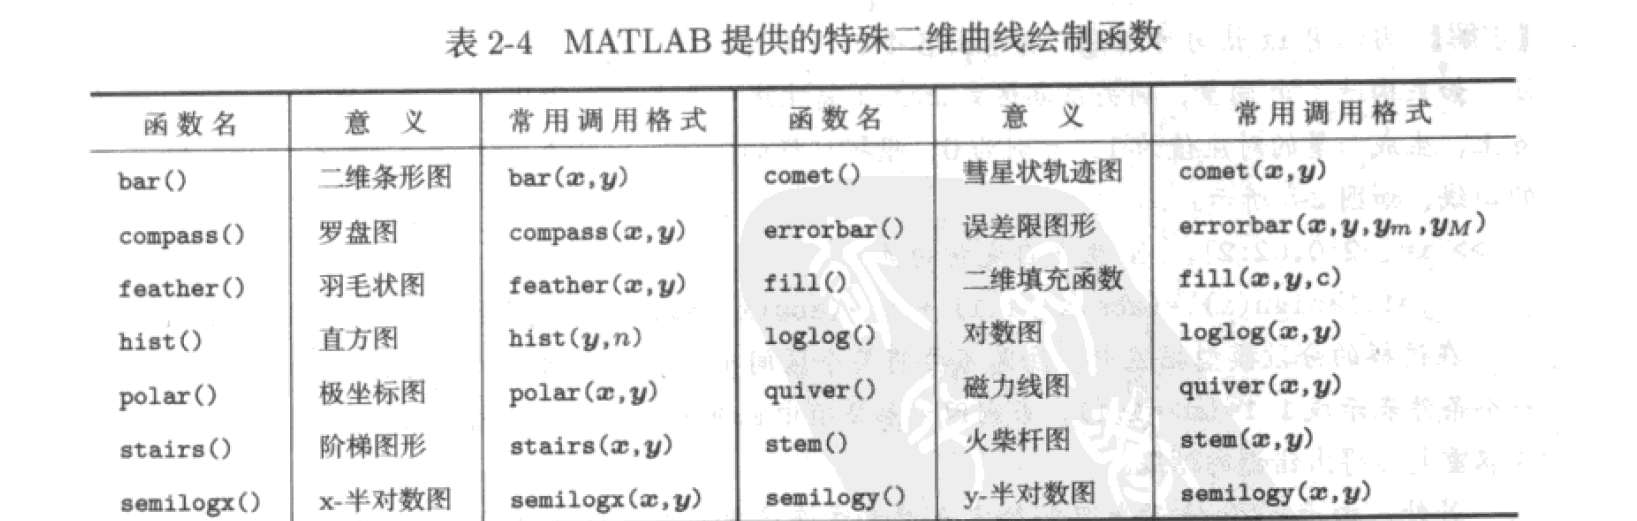 表 2-4 MATLAB 提供的特殊二维曲线绘制函数
函数名 意义 常用调用格式 函数名 意义 常用调用格式
bar() 二维条形图 bar(x,y) comet() 彗星状轨迹图 comet(x,y)
compass() 罗盘图 compass(x,y) errorbar() 误差限图形 errorbar(x,y,ym,yM)
feather() 羽毛状图 feather(x,y) fill() 二维填充函数 fill(x,y,c)
hist() 直方图 hist(y,n) loglog() 对数图 loglog(x,y)
polar() 极坐标图 polar(x,y) quiver() 磁力线图 quiver(x,y)
stairs() 阶梯图形 stairs(x,y) stem() 火柴杆图 stem(x,y)
semilogx() x-半对数图 semilogx(x,y) semilogy() y-半对数图 semilogy(x,y)